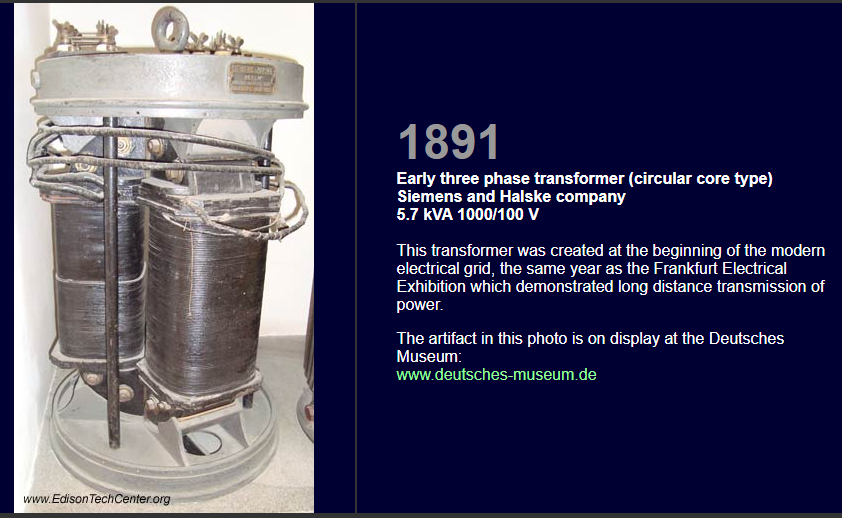 1891
Early three phase transformer (circular core type)
Siemens and Halske company
5.7 kVA 1000/100 V
This transformer was created at the beginning of the modern
electrical grid, the same year as the Frankfurt Electrical
Exhibition which demonstrated long distance transmission of
power.
The artifact in this photo is on display at the Deutsches
Museum:
www.deutsches-museum.de
www.EdisonTechCenter.org